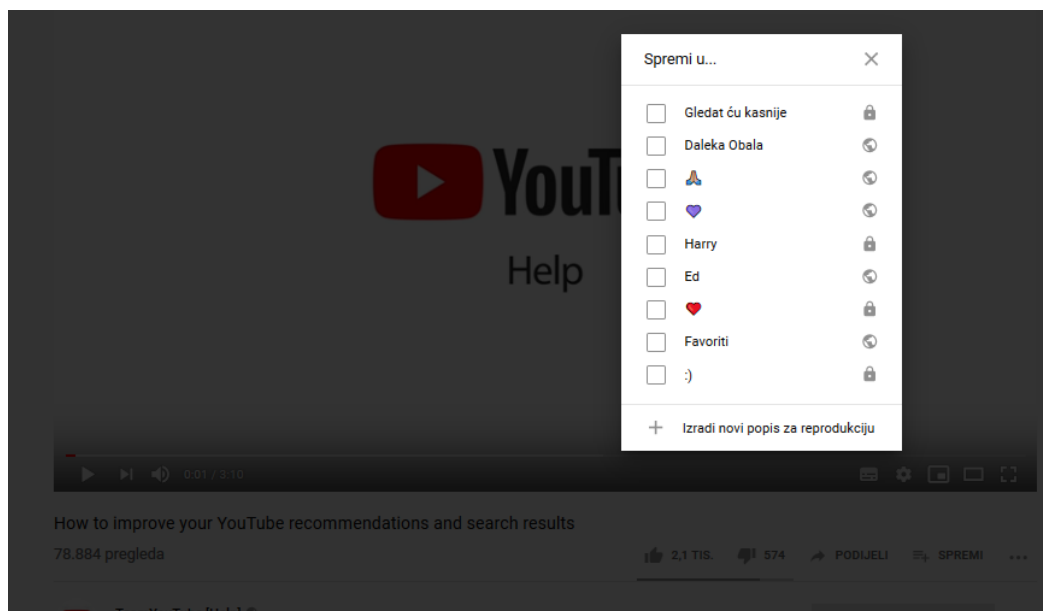 Spremi u...
Gledat ću kasnije
Daleka Obala
🙏🏽
💜
Harry
Ed
❤️
Favoriti
:)
Izradi novi popis za reprodukciju
Help
0:01 / 3:10
How to improve your YouTube recommendations and search results
78.884 pregleda
2,1 TIS.
574
PODIJELI
SPREMI